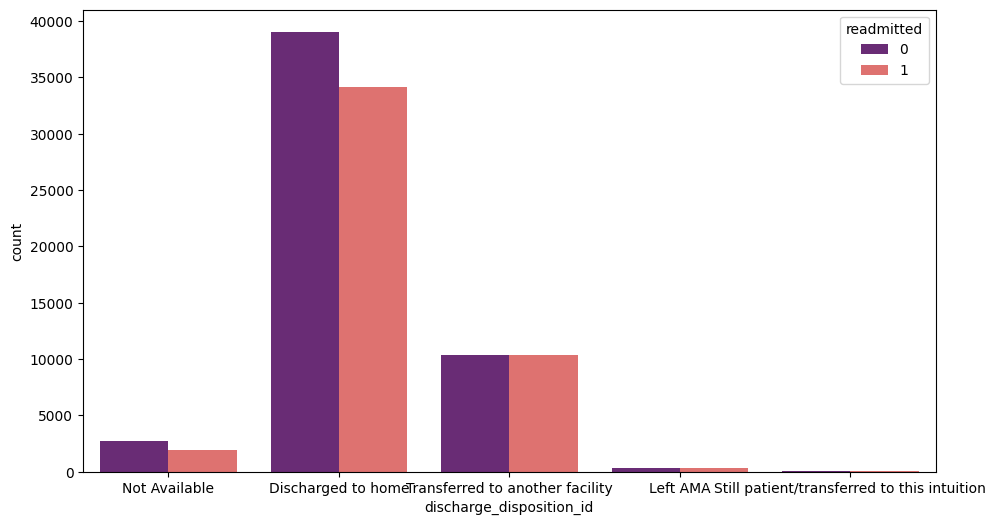 readmitted
0
1
40000
35000
30000
25000
20000
15000
10000
5000
0
count
Not Available
Discharged to home
Transferred to another facility
Left AMA
Still patient/transferred to this intuition
discharge_disposition_id